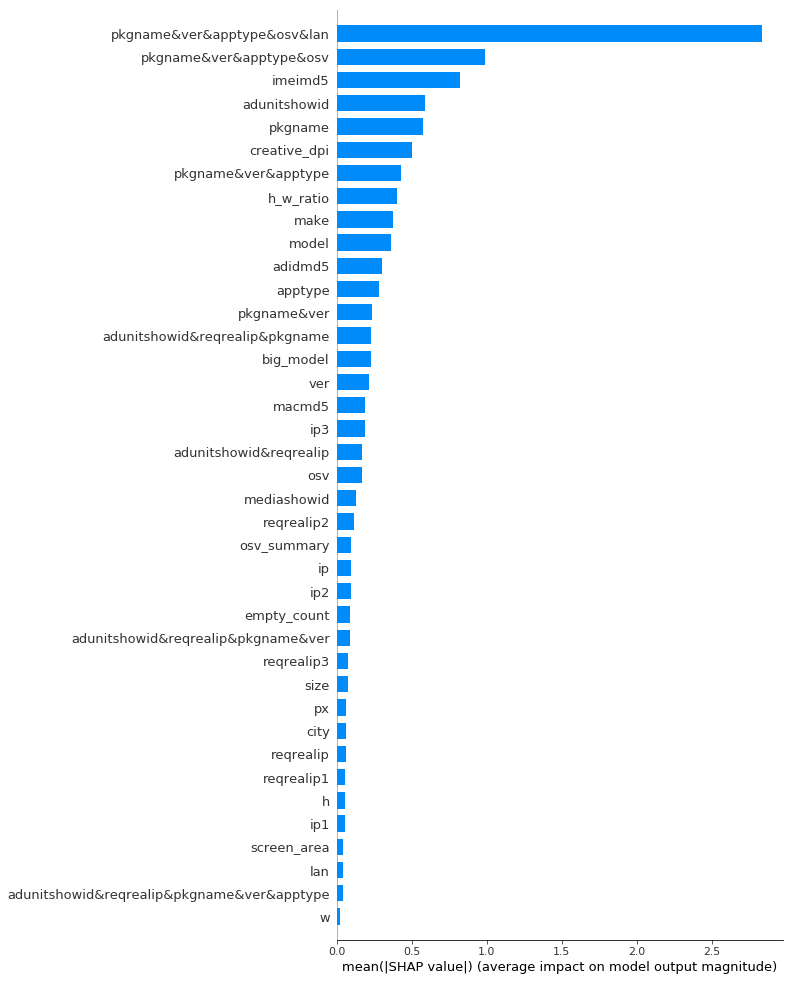 pkgname&ver&apptype&osv&lan
pkgname&ver&apptype&osv
imeimd5
adunitshowid
pkgname
creative_dpi
pkgname&ver&apptype
h_w_ratio
make
model
adidmd5
apptype
pkgname&ver
adunitshowid&reqrealip&pkgname
big_model
ver
macmd5
ip3
adunitshowid&reqrealip
osv
mediashowid
reqrealip2
osv_summary
ip
ip2
empty_count
adunitshowid&reqrealip&pkgname&ver
reqrealip3
size
px
city
reqrealip
reqrealip1
h
ip1
screen_area
lan
adunitshowid&reqrealip&pkgname&ver&apptype
w
0.0 0.5 1.0 1.5 2.0 2.5
mean(|SHAP value|) (average impact on model output magnitude)